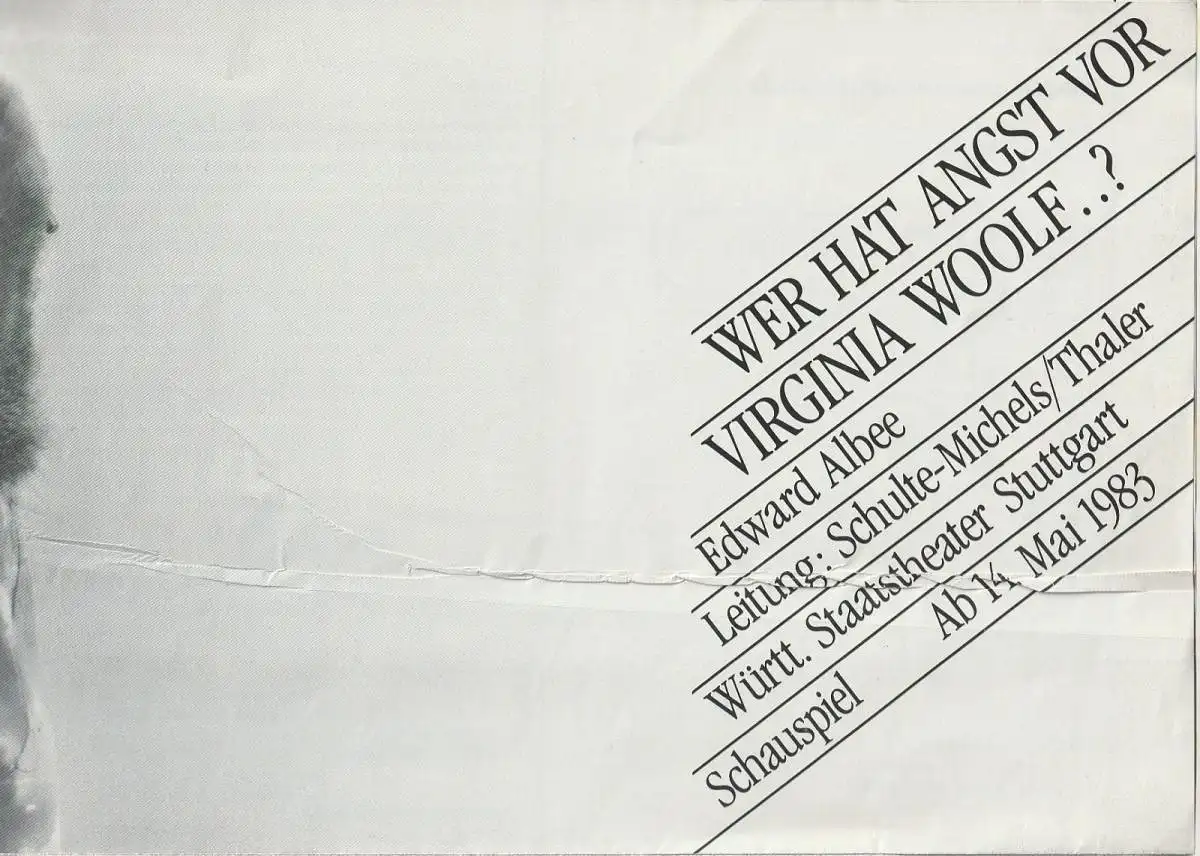 WER HAT ANGST VOR
VIRGINIA WOOLF..?
Edward Albee
Leitung: Schulte-Michels/Thaler
Württ. Staatstheater Stuttgart
Schauspiel Ab 14. Mai 1983